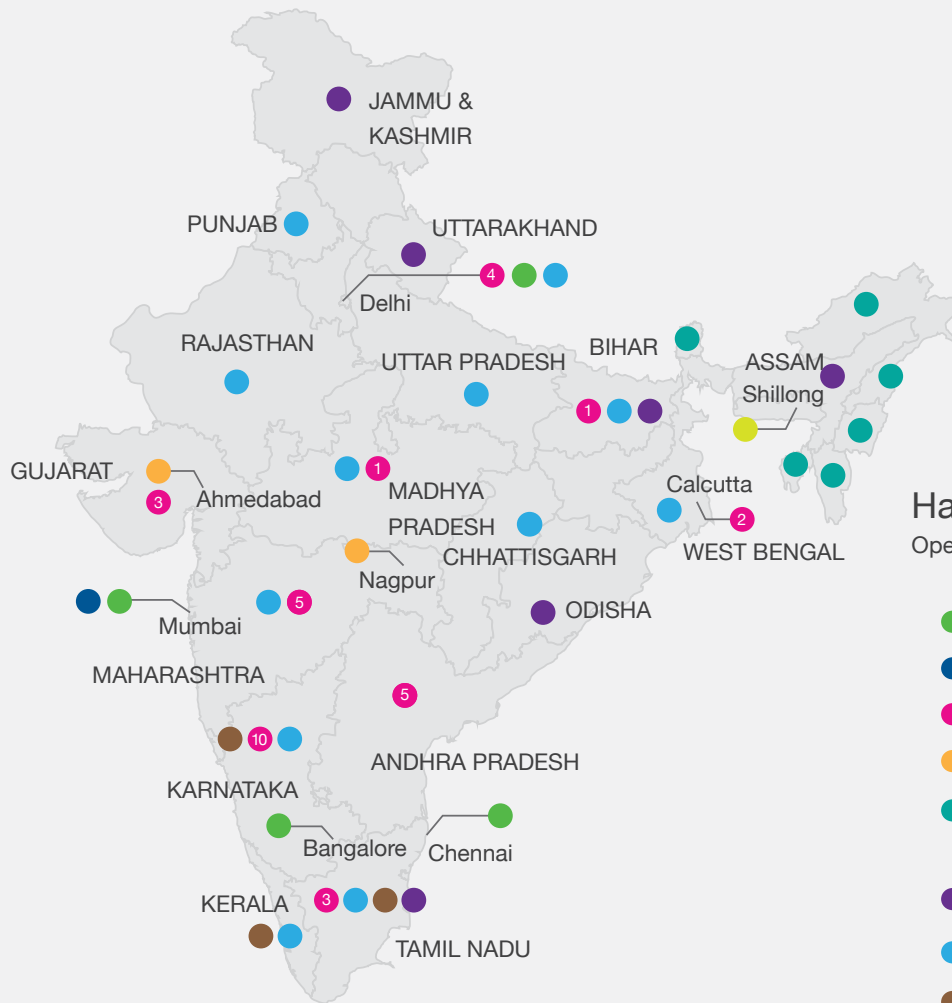 JAMMU &
KASHMIR
PUNJAB
UTTARAKHAND
4
Delhi
RAJASTHAN
UTTAR PRADESH
BIHAR
ASSAM
Shillong
1
GUJARAT
3
Ahmedabad
1
MADHYA
PRADESH
Calcutta
2
WEST BENGAL
CHHATTISGARH
Nagpur
Mumbai
5
ODISHA
MAHARASHTRA
5
10
ANDHRA PRADESH
KARNATAKA
Bangalore
Chennai
3
KERALA
TAMIL NADU
Ha
Ope